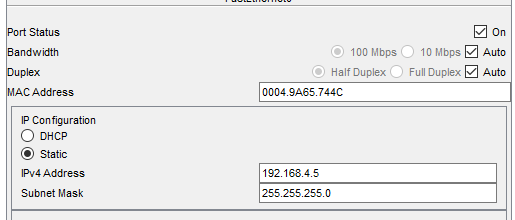 FastEthernet0
Port Status On
Bandwidth 100 Mbps 10 Mbps Auto
Duplex Half Duplex Full Duplex Auto
MAC Address 0004.9A65.744C
IP Configuration
DHCP
Static
IPv4 Address 192.168.4.5
Subnet Mask 255.255.255.0